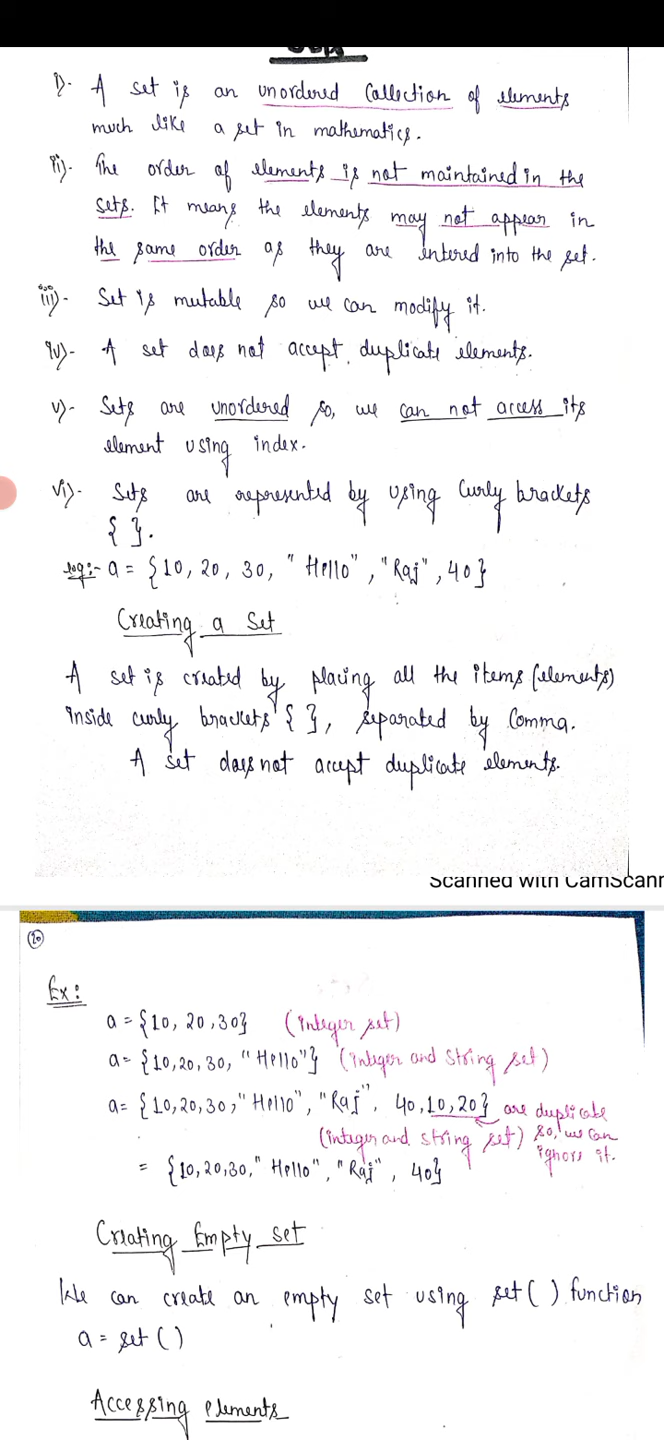 Sets
i)- A set is an unordered Collection of elements
much like a set in mathematics.
ii)- The order of elements is not maintained in the
sets. It means the elements may not appear in
the same order as they are entered into the set.
iii)- Set is mutable so we can modify it.
iv)- A set does not accept duplicate elements.
v)- Sets are unordered so, we can not access its
element using index.
vi)- Sets are represented by using Curly brackets
{ }.
eg:- a = {10, 20, 30, "Hello", "Raj", 40}
Creating a Set
A set is created by placing all the items (elements)
inside curly brackets { }, separated by Comma.
A set does not accept duplicate elements.
Scanned with CamScann
20
Ex:
a = {10, 20, 30} (integer set)
a = {10, 20, 30, "Hello"} (integer and string set)
a = {10, 20, 30, "Hello", "Raj", 40, 10, 20} are duplicate
(integer and string set) so, we can
ignore it.
= {10, 20, 30, "Hello", "Raj", 40}
Creating Empty set
We can create an empty set using set ( ) function
a = set ( )
Accessing elements